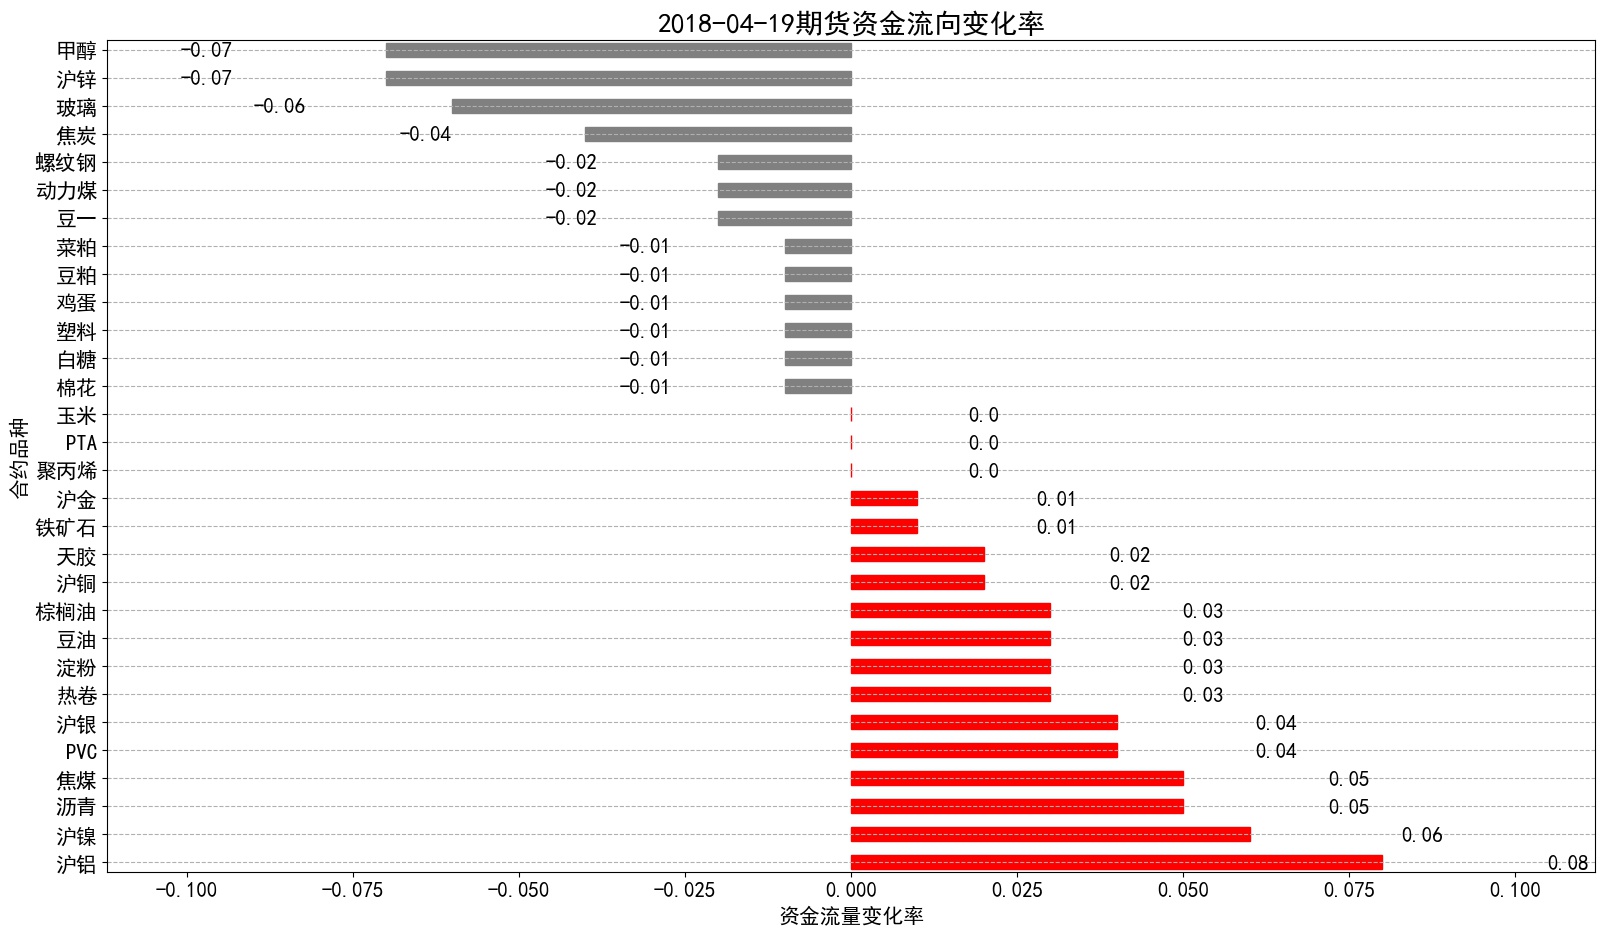 2018-04-19期货资金流向变化率
甲醇 -0.07
沪锌 -0.07
玻璃 -0.06
焦炭 -0.04
螺纹钢 -0.02
动力煤 -0.02
豆一 -0.02
菜粕 -0.01
豆粕 -0.01
鸡蛋 -0.01
塑料 -0.01
白糖 -0.01
棉花 -0.01
玉米 0.0
PTA 0.0
聚丙烯 0.0
沪金 0.01
铁矿石 0.01
天胶 0.02
沪铜 0.02
棕榈油 0.03
豆油 0.03
淀粉 0.03
热卷 0.03
沪银 0.04
PVC 0.04
焦煤 0.05
沥青 0.05
沪镍 0.06
沪铝 0.08
合约品种
-0.100 -0.075 -0.050 -0.025 0.000 0.025 0.050 0.075 0.100
资金流量变化率